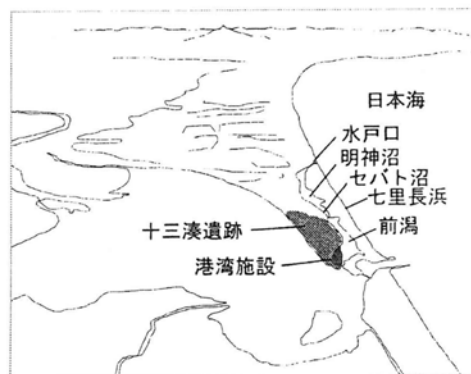 日本海
水戸口
明神沼
セバト沼
七里長浜
前潟
十三湊遺跡
港湾施設